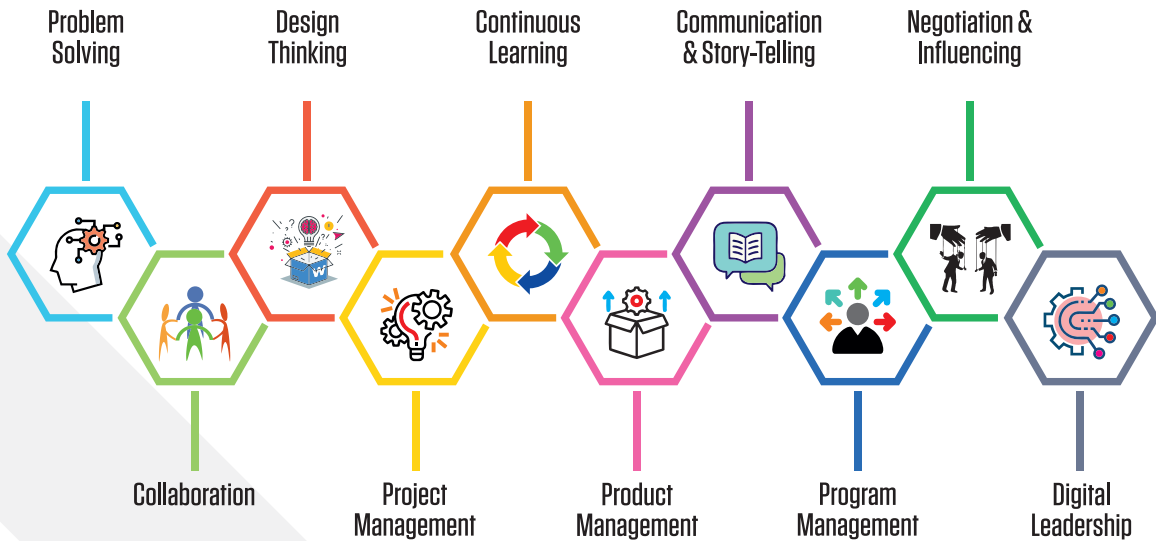 Problem
Solving
Design
Thinking
Continuous
Learning
Communication
& Story-Telling
Negotiation &
Influencing
W
Collaboration
Project
Management
Product
Management
Program
Management
Digital
Leadership